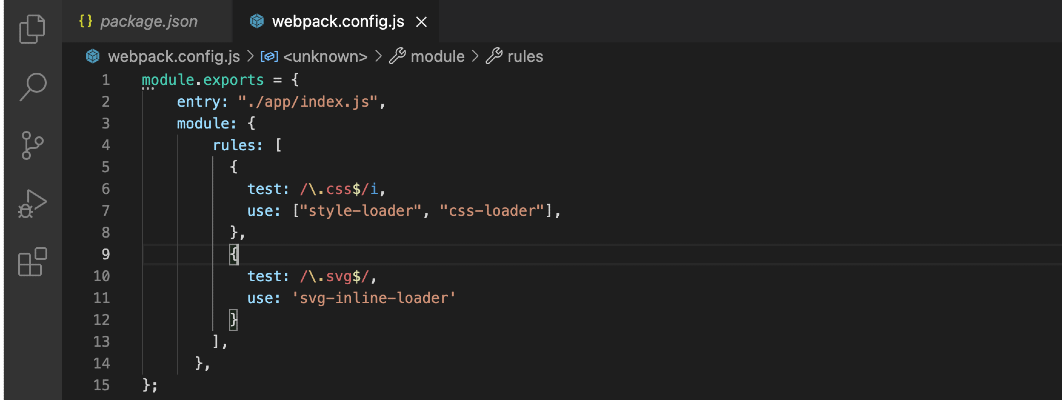 {} package.json webpack.config.js ×
webpack.config.js > <unknown> > module > rules
1 module.exports = {
2     entry: "./app/index.js",
3     module: {
4         rules: [
5           {
6             test: /\.css$/i,
7             use: ["style-loader", "css-loader"],
8           },
9           {
10             test: /\.svg$/,
11             use: 'svg-inline-loader'
12           }
13         ],
14       },
15 };